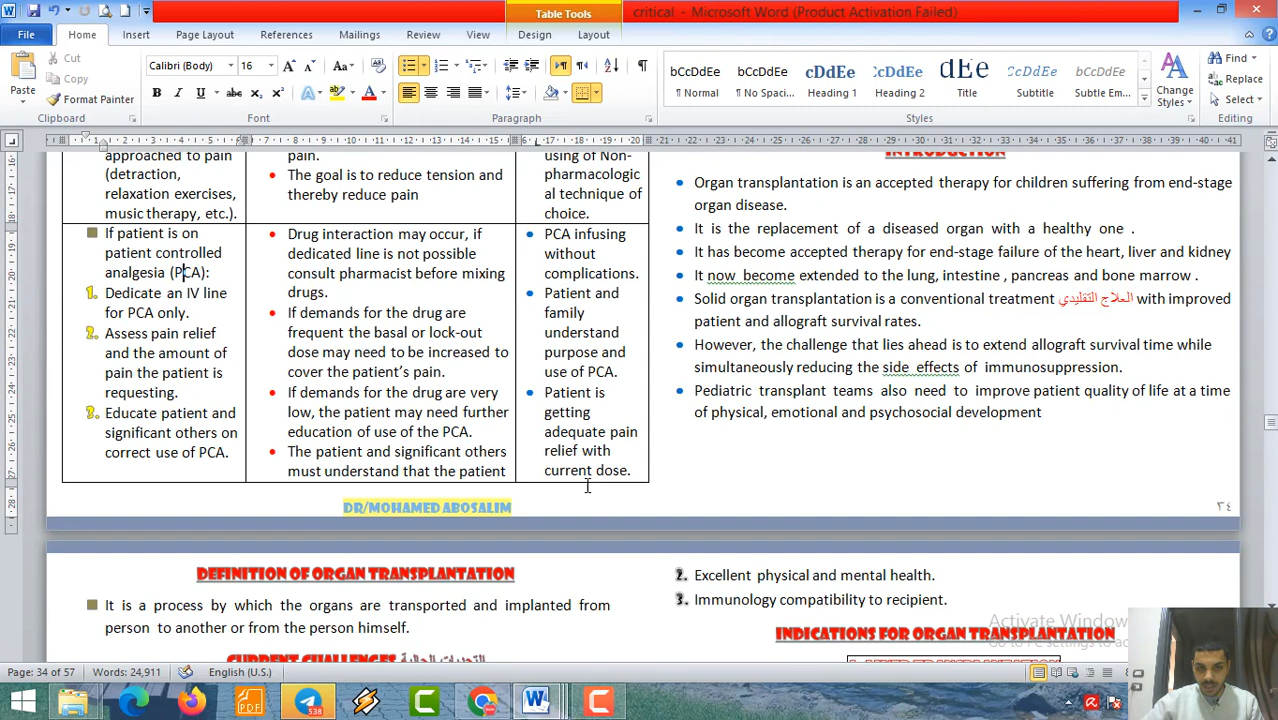 Table Tools
critical - Microsoft Word (Product Activation Failed)
File
Home
Insert
Page Layout
References
Mailings
Review
View
Design
Layout
Paste
Cut
Copy
Format Painter
Clipboard
Calibri (Body)
16
Font
Paragraph
AaBbCcDdEe
¶ Normal
¶ No Spaci...
Heading 1
Heading 2
Title
Subtitle
Subtle Em...
Change
Styles
Styles
Find
Replace
Select
Editing
approached to pain
(detraction,
relaxation exercises,
music therapy, etc.).
pain.
The goal is to reduce tension and
thereby reduce pain
using of Non-
pharmacologic
al technique of
choice.
If patient is on
patient controlled
analgesia (PCA):
1. Dedicate an IV line
for PCA only.
2. Assess pain relief
and the amount of
pain the patient is
requesting.
3. Educate patient and
significant others on
correct use of PCA.
Drug interaction may occur, if
dedicated line is not possible
consult pharmacist before mixing
drugs.
If demands for the drug are
frequent the basal or lock-out
dose may need to be increased to
cover the patient's pain.
If demands for the drug are very
low, the patient may need further
education of use of the PCA.
The patient and significant others
must understand that the patient
PCA infusing
without
complications.
Patient and
family
understand
purpose and
use of PCA.
Patient is
getting
adequate pain
relief with
current dose.
INTRODUCTION
Organ transplantation is an accepted therapy for children suffering from end-stage
organ disease.
It is the replacement of a diseased organ with a healthy one .
It has become accepted therapy for end-stage failure of the heart, liver and kidney
It now become extended to the lung, intestine , pancreas and bone marrow .
Solid organ transplantation is a conventional treatment العلاج التقليدي with improved
patient and allograft survival rates.
However, the challenge that lies ahead is to extend allograft survival time while
simultaneously reducing the side effects of immunosuppression.
Pediatric transplant teams also need to improve patient quality of life at a time
of physical, emotional and psychosocial development
DR/MOHAMED ABOSALIM
٣٤
DEFINITION OF ORGAN TRANSPLANTATION
It is a process by which the organs are transported and implanted from
person to another or from the person himself.
CURRENT CHALLENGES التحديات الحالية
2. Excellent physical and mental health.
3. Immunology compatibility to recipient.
INDICATIONS FOR ORGAN TRANSPLANTATION
Activate Window
Go to PC settings to ac
Page: 34 of 57
Words: 24,911
English (U.S.)
538